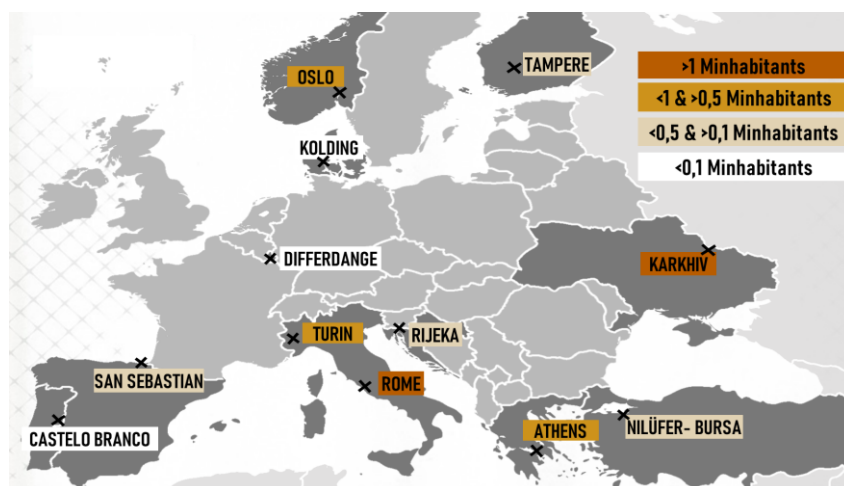 OSLO
TAMPERE
>1 Minhabitants
<1 & >0,5 Minhabitants
<0,5 & >0,1 Minhabitants
<0,1 Minhabitants
KOLDING
DIFFERDANGE
KARKHIV
TURIN
RIJEKA
SAN SEBASTIAN
ROME
CASTELO BRANCO
ATHENS
NILÜFER- BURSA